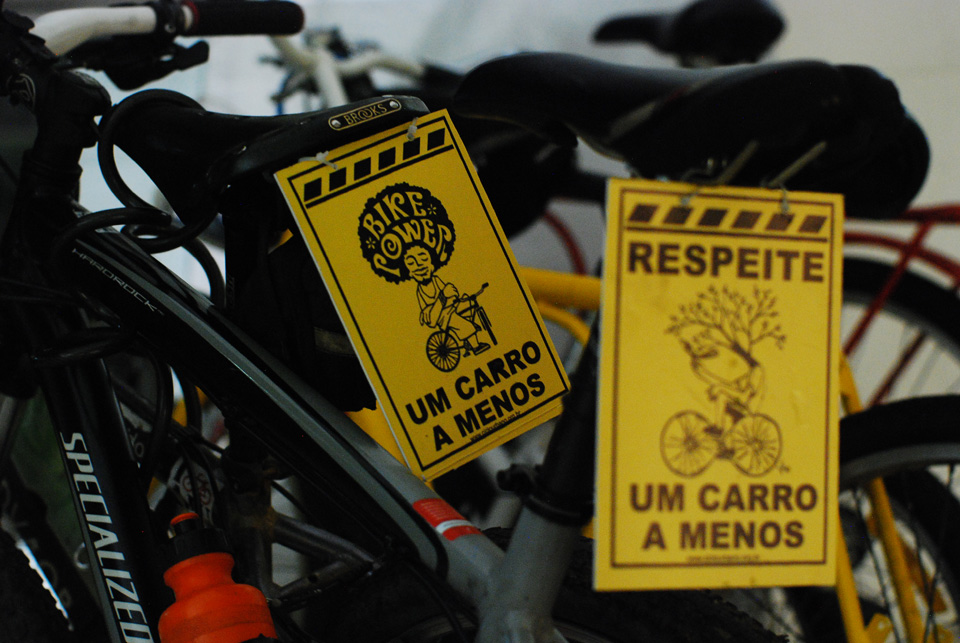 BROOKS
BIKE
POWER
UM CARRO
A MENOS
RESPEITE
UM CARRO
A MENOS
HARDROCK
SPECIALIZED